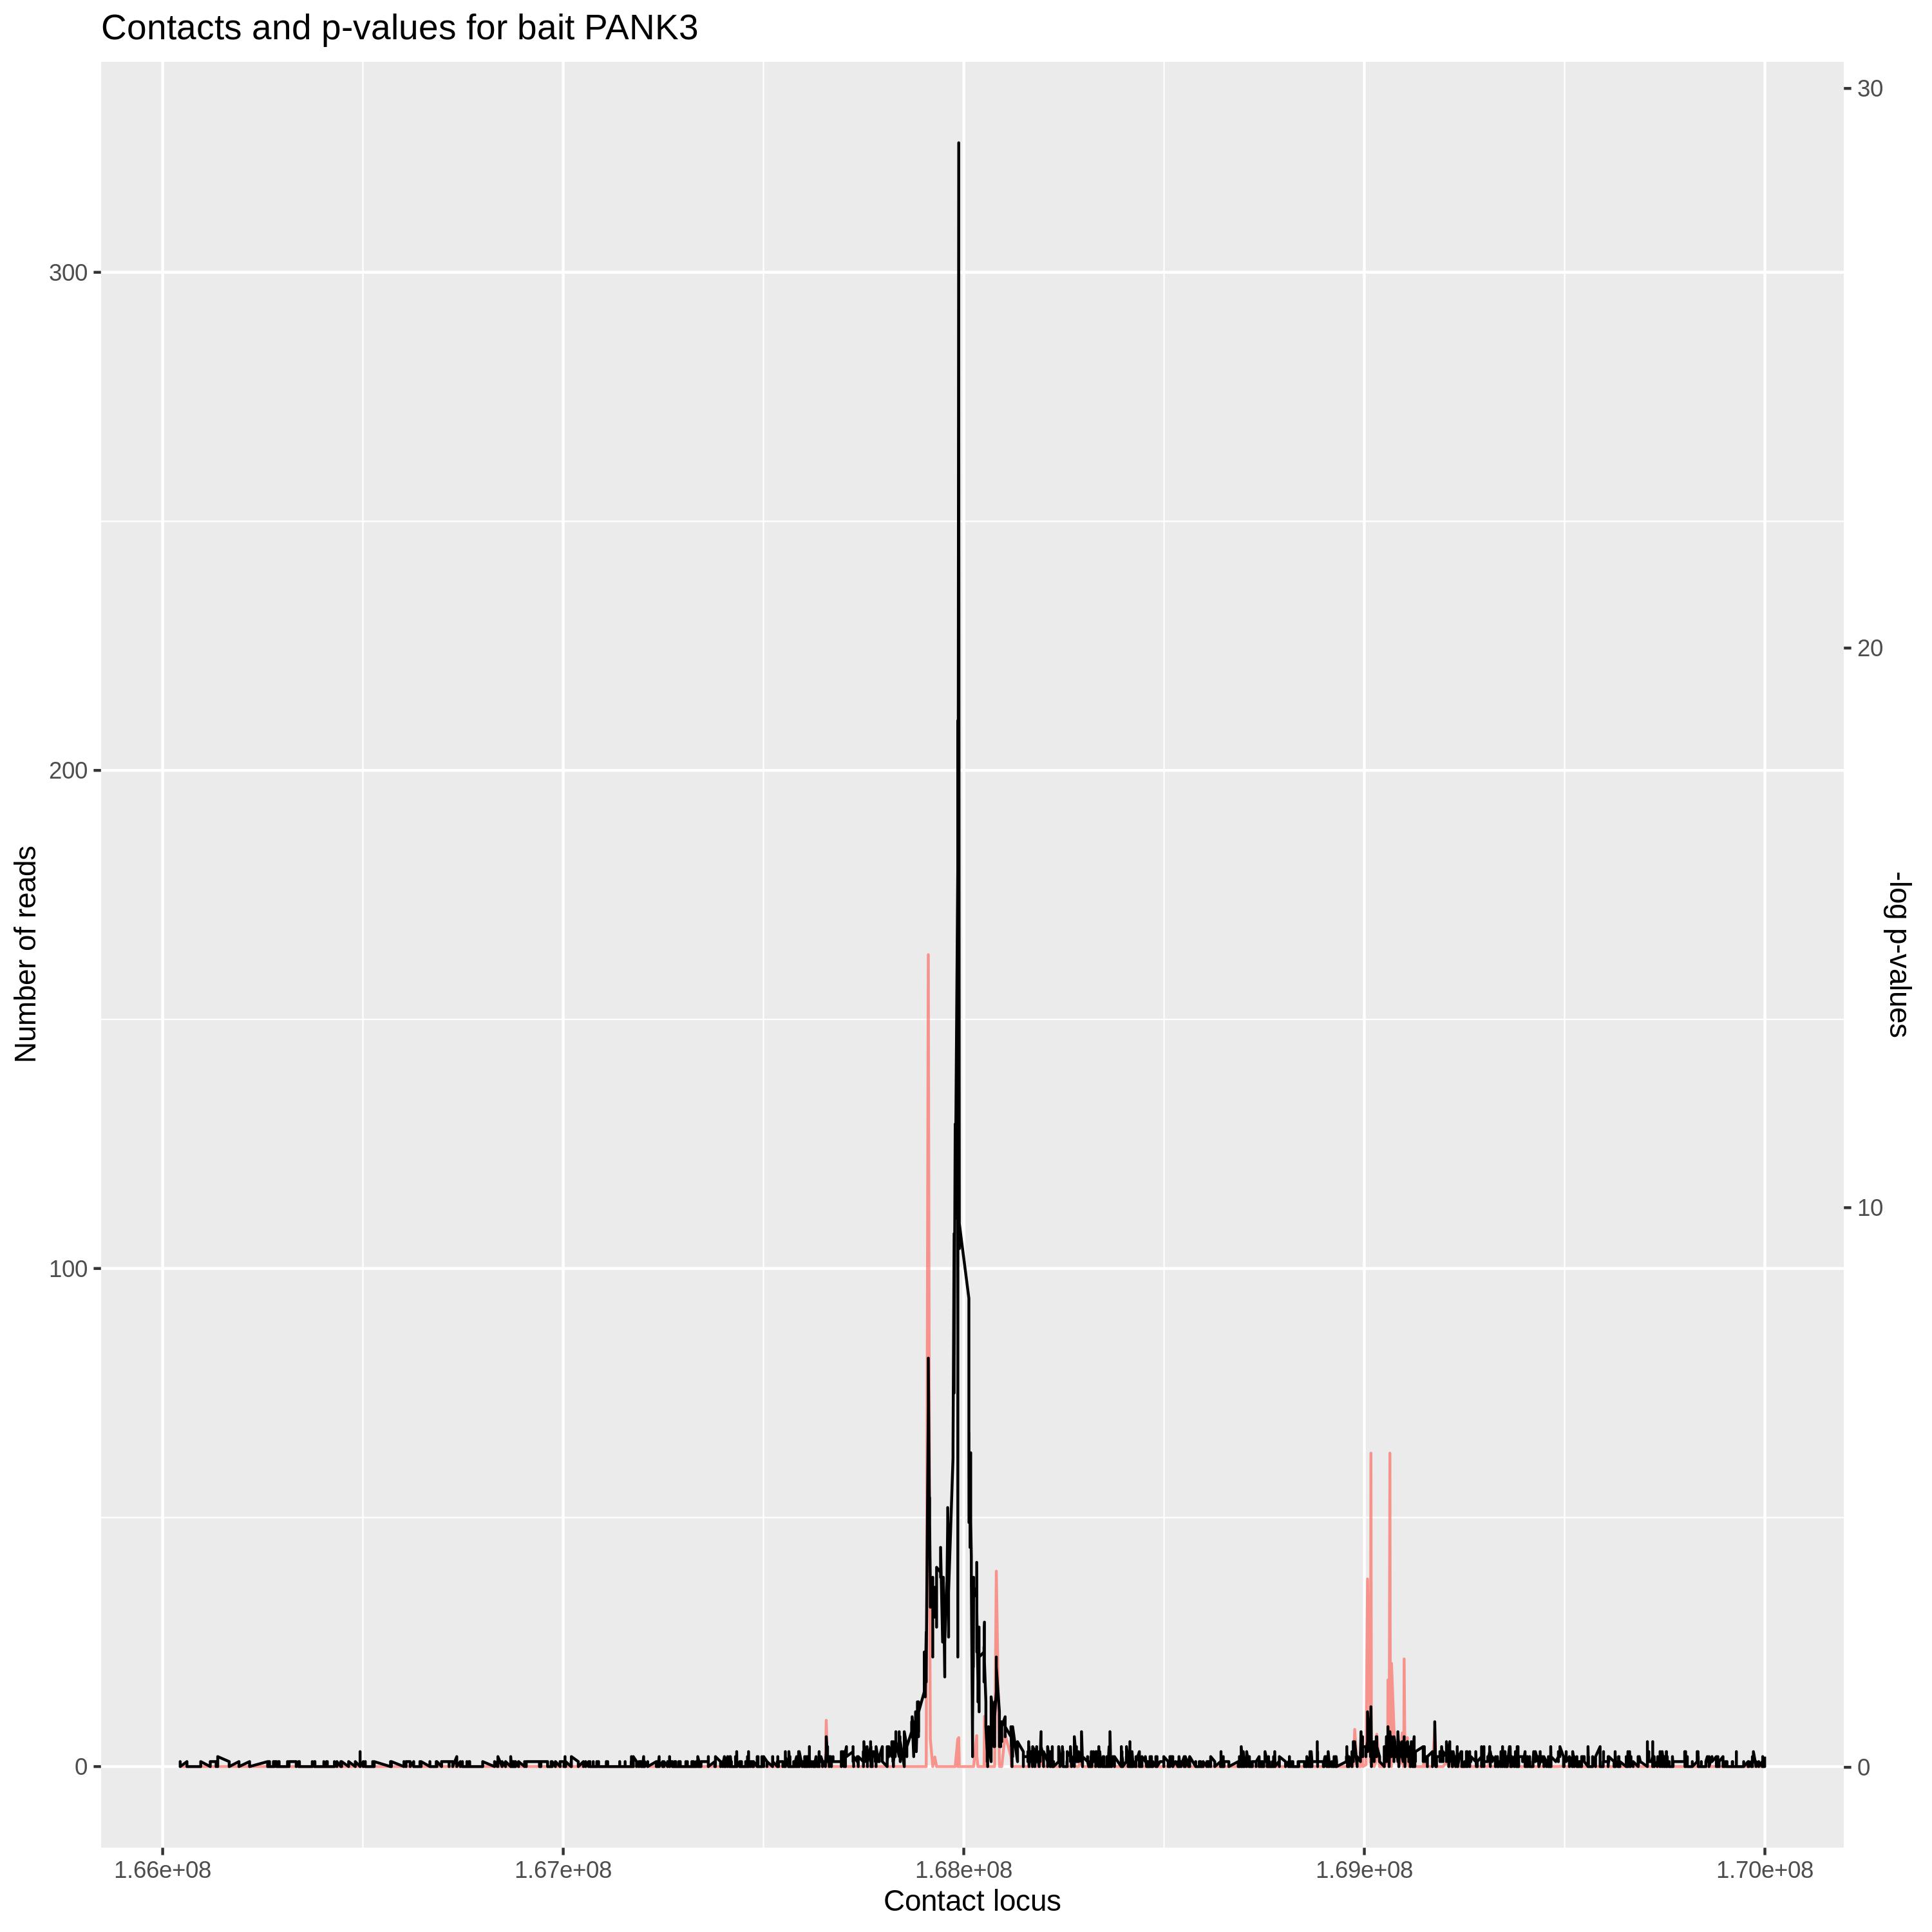 Contacts and p-values for bait PANK3
30
300
20
200
Number of reads
-log p-values
10
100
0
0
1.66e+08
1.67e+08
1.68e+08
1.69e+08
1.70e+08
Contact locus